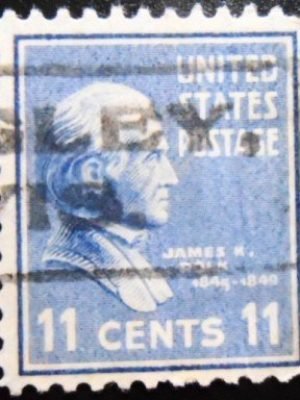 UNITED
STATES
POSTAGE
JAMES K.
POLK
1845-1849
11 CENTS 11